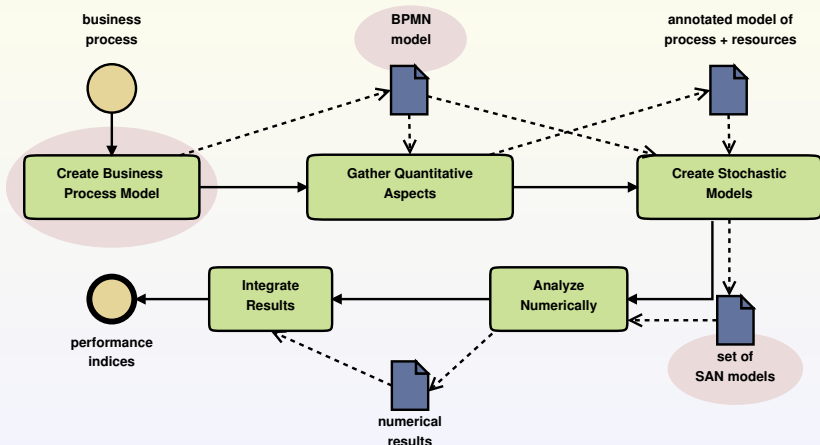 business
process
BPMN
model
annotated model of
process + resources
Create Business
Process Model
Gather Quantitative
Aspects
Create Stochastic
Models
Integrate
Results
Analyze
Numerically
performance
indices
set of
SAN models
numerical
results